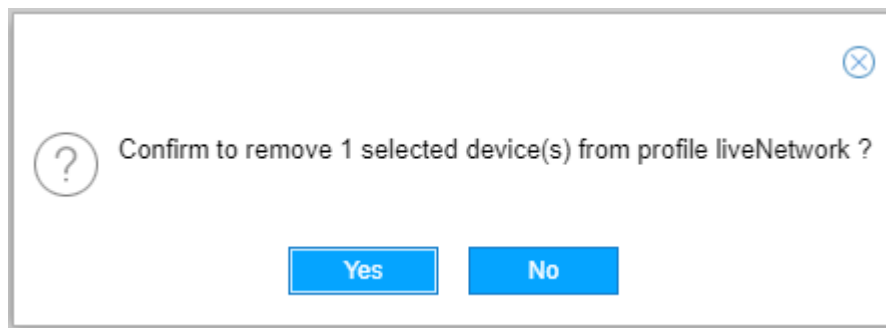 Confirm to remove 1 selected device(s) from profile liveNetwork ?
Yes
No